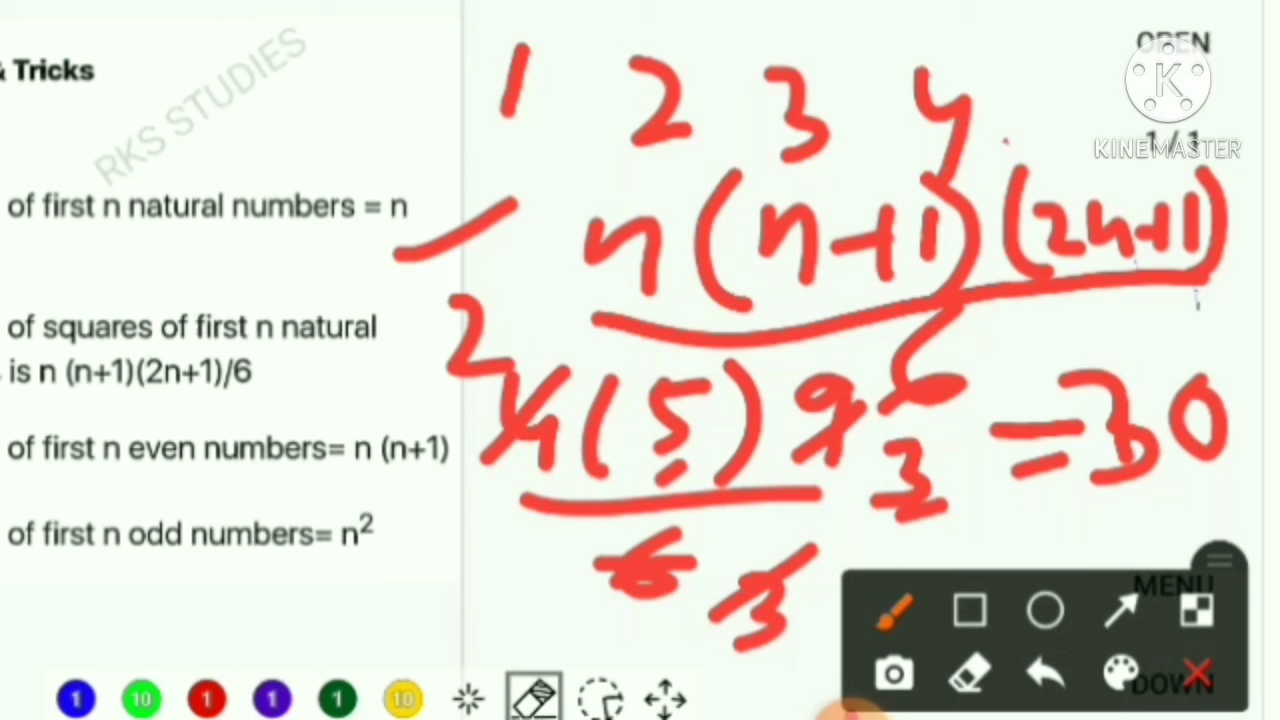 & Tricks
RKS STUDIES
of first n natural numbers = n
of squares of first n natural
is n (n+1)(2n+1)/6
of first n even numbers= n (n+1)
of first n odd numbers= n²
1 2 3 4
n(n+1)(2n+1)
6
2
4(5)9 3 =30
6 3
OPEN
K
KINEMASTER
1 / 1
MENU
DOWN
1 10 1 1 1 10